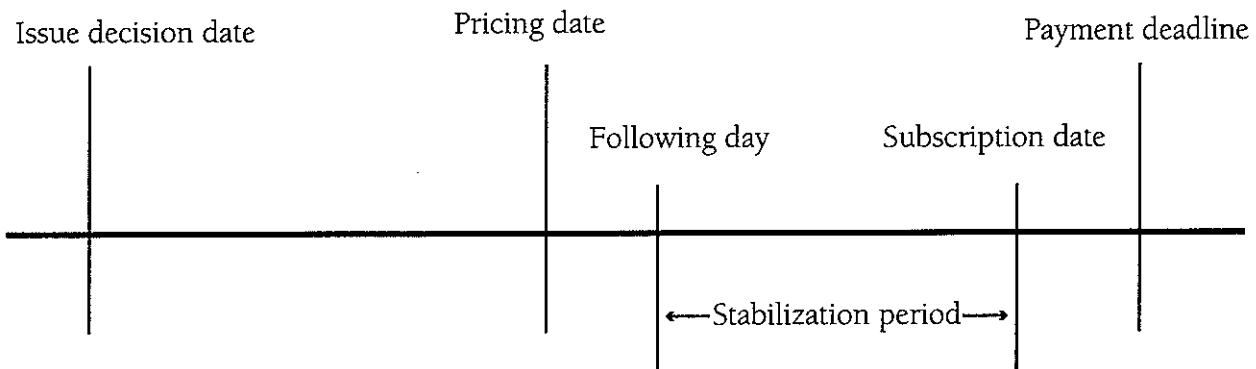 Issue decision date
Pricing date
Payment deadline
Following day
Subscription date
Stabilization period